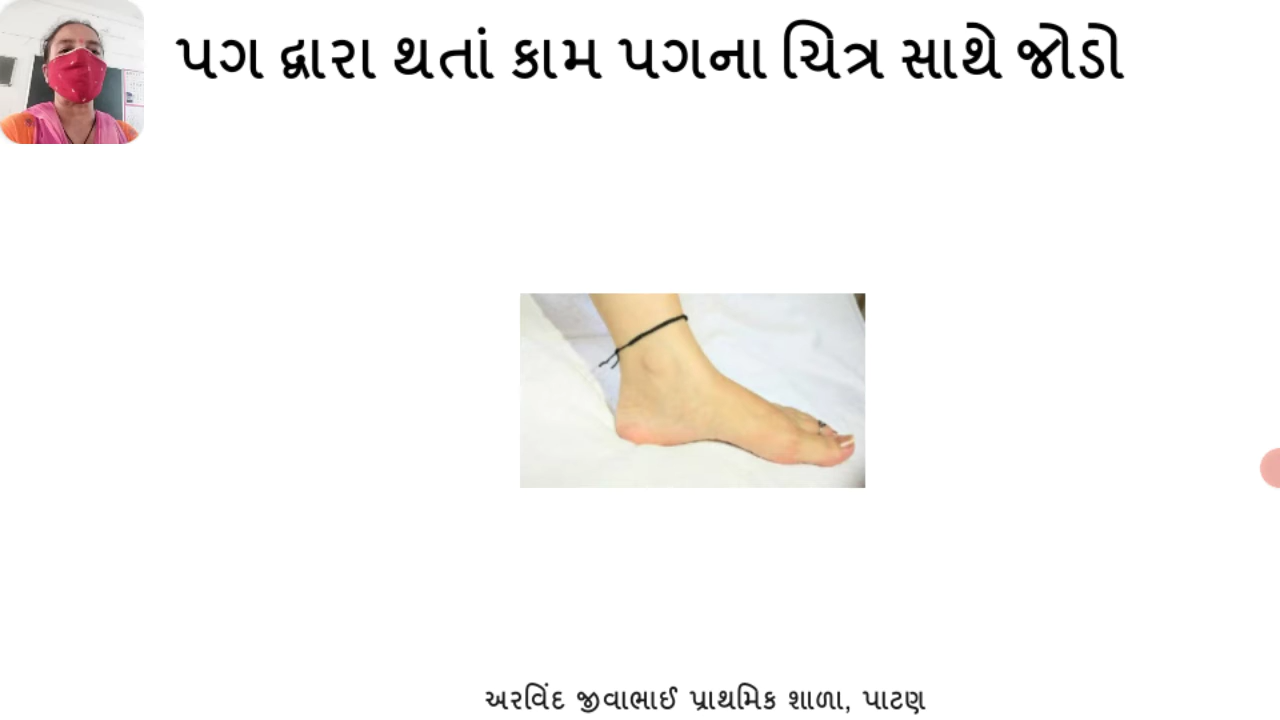 પગ દ્વારા થતાં કામ પગના ચિત્ર સાથે જોડો
અરવિંદ જીવાભાઈ પ્રાથમિક શાળા, પાટણ